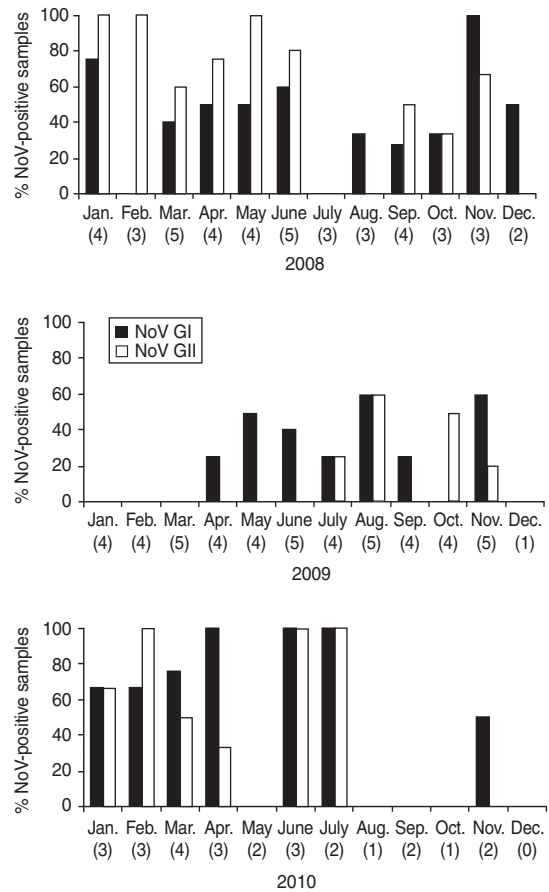 % NoV-positive samples
100
80
60
40
20
0
Jan. Feb. Mar. Apr. May June July Aug. Sep. Oct. Nov. Dec.
(4) (3) (5) (4) (4) (5) (3) (3) (4) (3) (3) (2)
2008
% NoV-positive samples
100
80
60
40
20
0
NoV GI
NoV GII
Jan. Feb. Mar. Apr. May June July Aug. Sep. Oct. Nov. Dec.
(4) (4) (5) (4) (4) (5) (4) (5) (4) (4) (5) (1)
2009
% NoV-positive samples
100
80
60
40
20
0
Jan. Feb. Mar. Apr. May June July Aug. Sep. Oct. Nov. Dec.
(3) (3) (4) (3) (2) (3) (2) (1) (2) (1) (2) (0)
2010